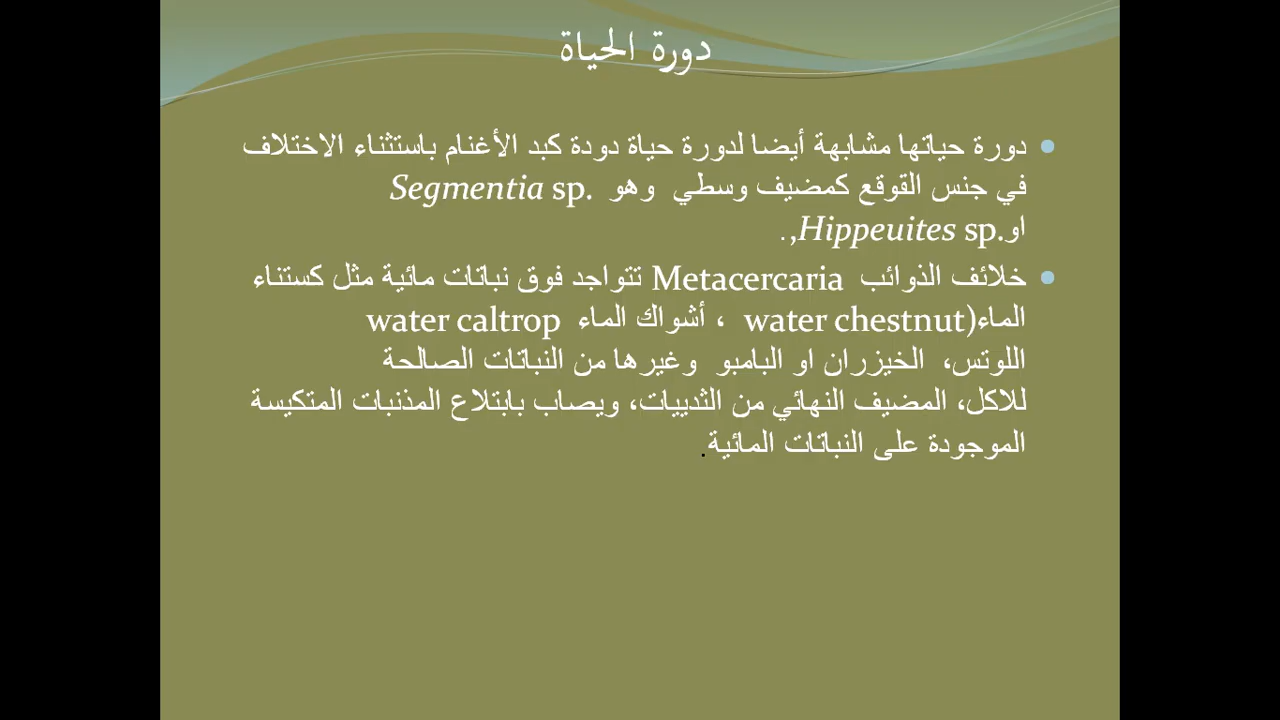 دورة الحياة
دورة حياتها مشابهة أيضا لدورة حياة دودة كبد الأغنام باستثناء الاختلاف
في جنس القوقع كمضيف وسطي وهو Segmentia sp.
او Hippeuites sp.,.
خلائف الذوائب Metacercaria تتواجد فوق نباتات مائية مثل كستناء
الماء(water chestnut ، أشواك الماء water caltrop
اللوتس، الخيزران او البامبو وغيرها من النباتات الصالحة
للاكل، المضيف النهائي من الثدييات، ويصاب بابتلاع المذنبات المتكيسة
الموجودة على النباتات المائية.